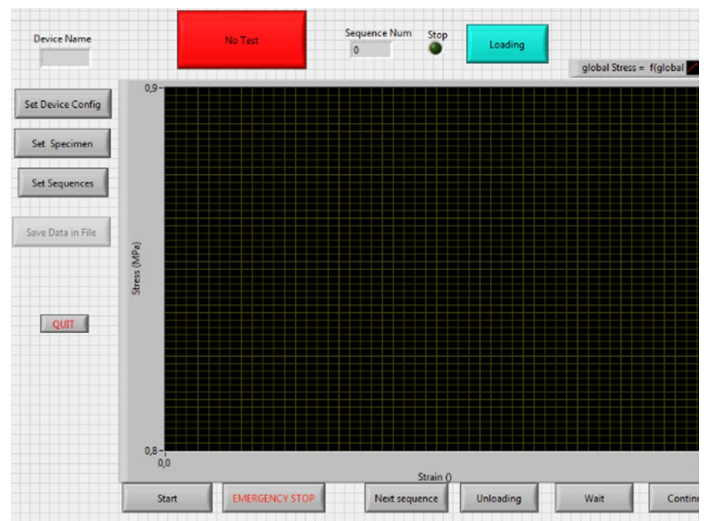 Device Name
No Test
Sequence Num
Stop
0
Loading
global Stress = f(global
Set Device Config
Set Specimen
Set Sequences
Save Data in File
QUIT
0,9
Stress (MPa)
0,8
0,0
Strain ()
Start
EMERGENCY STOP
Next sequence
Unloading
Wait
Contin